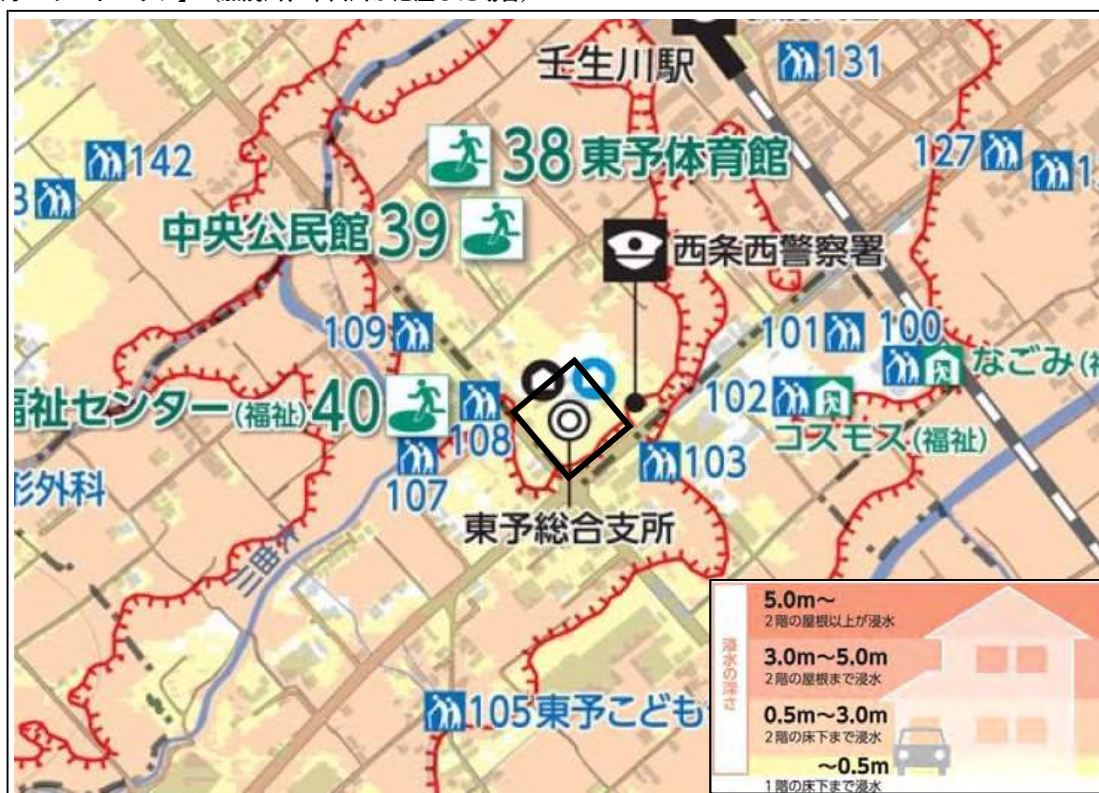 壬生川駅
131
142
38 東予体育館
127
中央公民館 39
西条西警察署
109
101
100
なごみ
福祉センター(福祉) 40
108
102
コスモス(福祉)
107
103
形外科
東予総合支所
大曲川
105 東予こども
浸水の深さ
5.0m～
2階の屋根以上が浸水
3.0m～5.0m
2階の屋根まで浸水
0.5m～3.0m
2階の床下まで浸水
～0.5m
1階の床下まで浸水